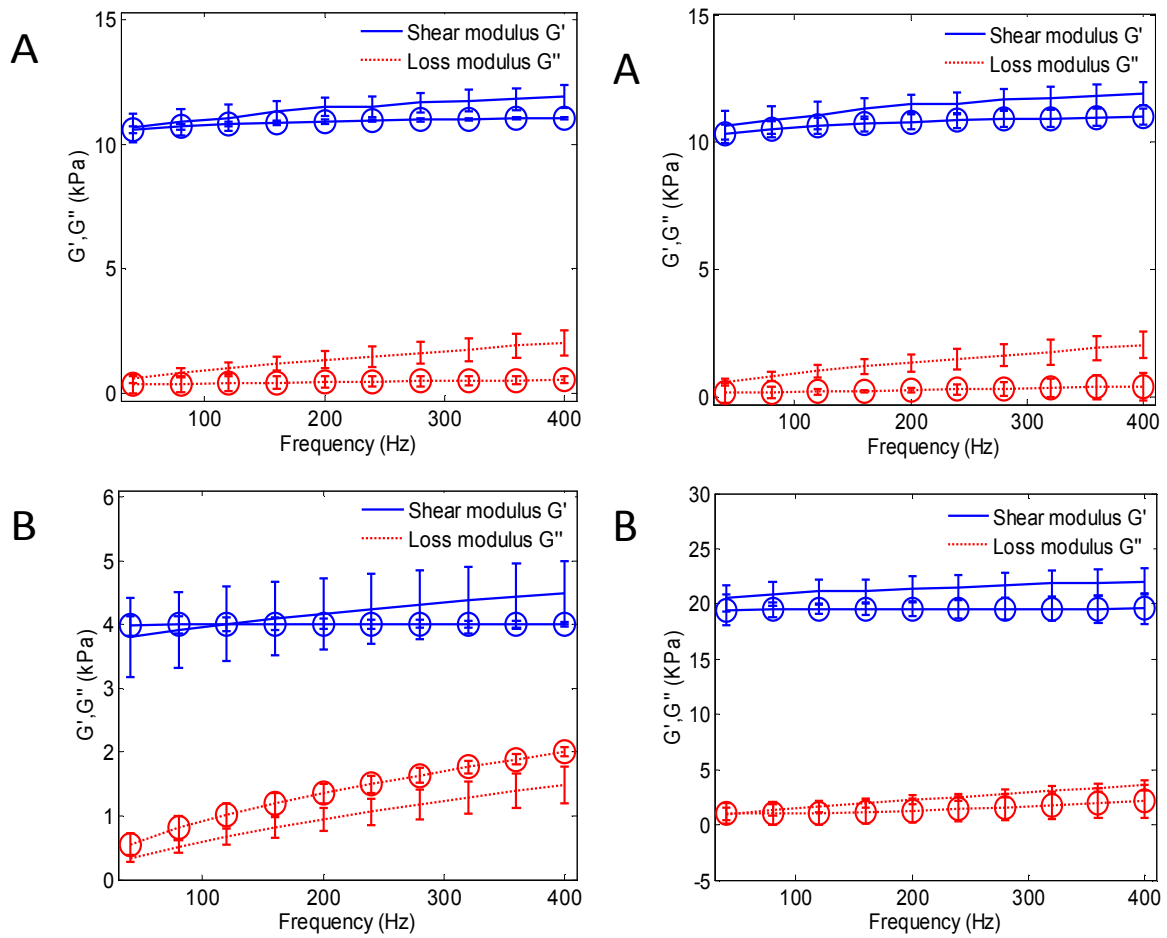 A
15
10
5
0
G',G'' (kPa)
Shear modulus G'
Loss modulus G''
100
200
300
400
Frequency (Hz)
A
15
10
5
0
G',G'' (KPa)
Shear modulus G'
Loss modulus G''
100
200
300
400
Frequency (Hz)
B
6
5
4
3
2
1
0
G',G'' (kPa)
Shear modulus G'
Loss modulus G''
100
200
300
400
Frequency (Hz)
B
30
25
20
15
10
5
0
-5
G',G'' (KPa)
Shear modulus G'
Loss modulus G''
100
200
300
400
Frequency (Hz)